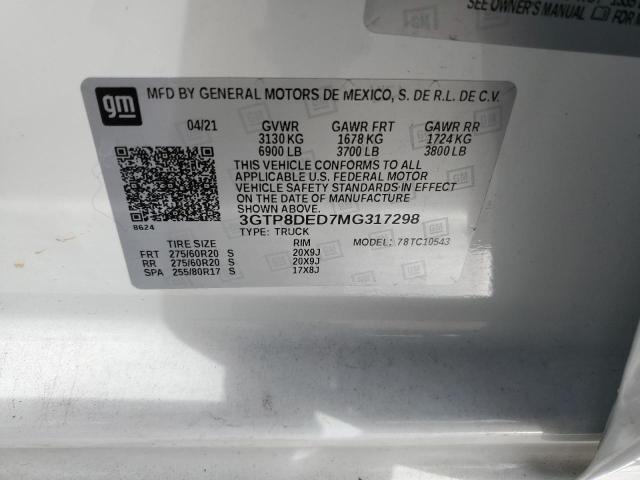 SEE OWNER'S MANUAL
gm
MFD BY GENERAL MOTORS DE MEXICO, S. DE R.L. DE C.V.
04/21 GVWR GAWR FRT GAWR RR
3130 KG 1678 KG 1724 KG
6900 LB 3700 LB 3800 LB
THIS VEHICLE CONFORMS TO ALL
APPLICABLE U.S. FEDERAL MOTOR
VEHICLE SAFETY STANDARDS IN EFFECT
ON THE DATE OF MANUFACTURE
SHOWN ABOVE.
3GTP8DED7MG317298
8624
TYPE: TRUCK
TIRE SIZE RIM MODEL: 78TC10543
FRT 275/60R20 S 20X9J
RR 275/60R20 S 20X9J
SPA 255/80R17 S 17X8J